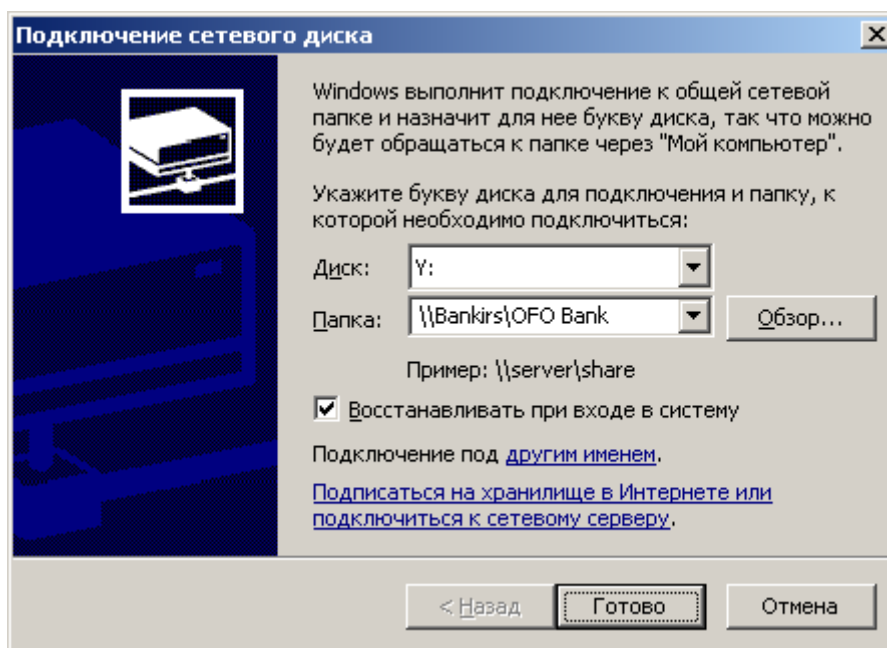 Подключение сетевого диска
Windows выполнит подключение к общей сетевой
папке и назначит для нее букву диска, так что можно
будет обращаться к папке через "Мой компьютер".
Укажите букву диска для подключения и папку, к
которой необходимо подключиться:
Диск: Y:
Папка: \\Bankirs\OFO Bank Обзор...
Пример: \\server\share
Восстанавливать при входе в систему
Подключение под другим именем.
Подписаться на хранилище в Интернете или
подключиться к сетевому серверу.
< Назад Готово Отмена